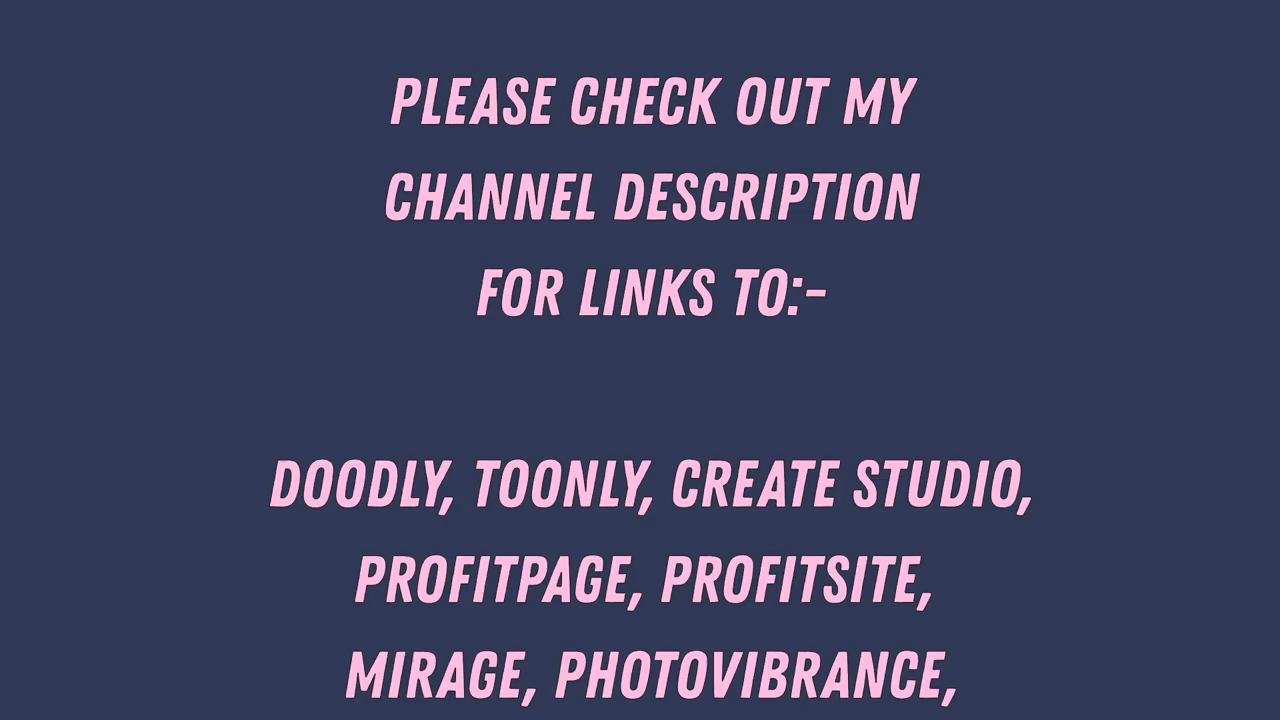 PLEASE CHECK OUT MY
CHANNEL DESCRIPTION
FOR LINKS TO:-
DOODLY, TOONLY, CREATE STUDIO,
PROFITPAGE, PROFITSITE,
MIRAGE, PHOTOVIBRANCE,